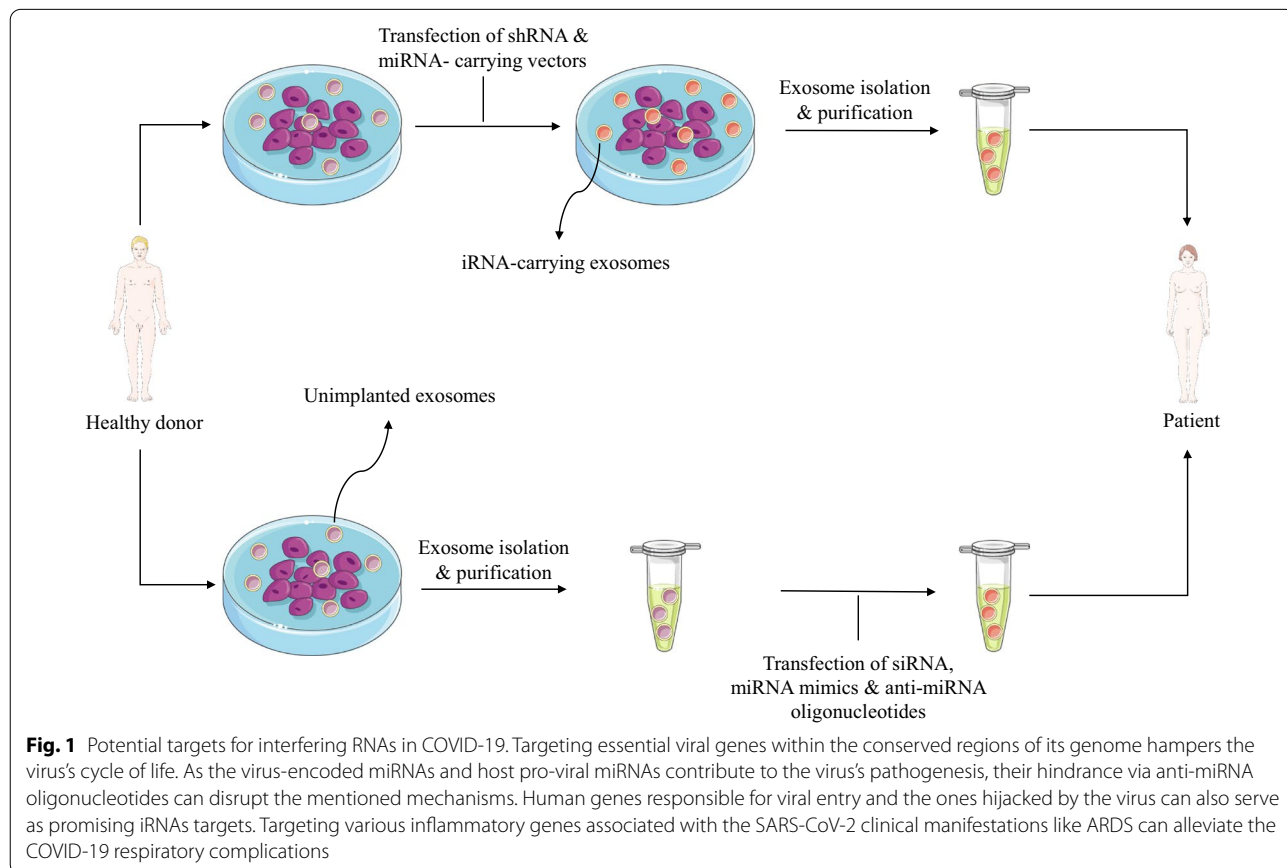 Transfection of shRNA &
miRNA- carrying vectors
Exosome isolation
& purification
iRNA-carrying exosomes
Healthy donor
Patient
Unimplanted exosomes
Exosome isolation
& purification
Transfection of siRNA,
miRNA mimics & anti-miRNA
oligonucleotides
Fig. 1 Potential targets for interfering RNAs in COVID-19. Targeting essential viral genes within the conserved regions of its genome hampers the
virus's cycle of life. As the virus-encoded miRNAs and host pro-viral miRNAs contribute to the virus's pathogenesis, their hindrance via anti-miRNA
oligonucleotides can disrupt the mentioned mechanisms. Human genes responsible for viral entry and the ones hijacked by the virus can also serve
as promising iRNAs targets. Targeting various inflammatory genes associated with the SARS-CoV-2 clinical manifestations like ARDS can alleviate the
COVID-19 respiratory complications